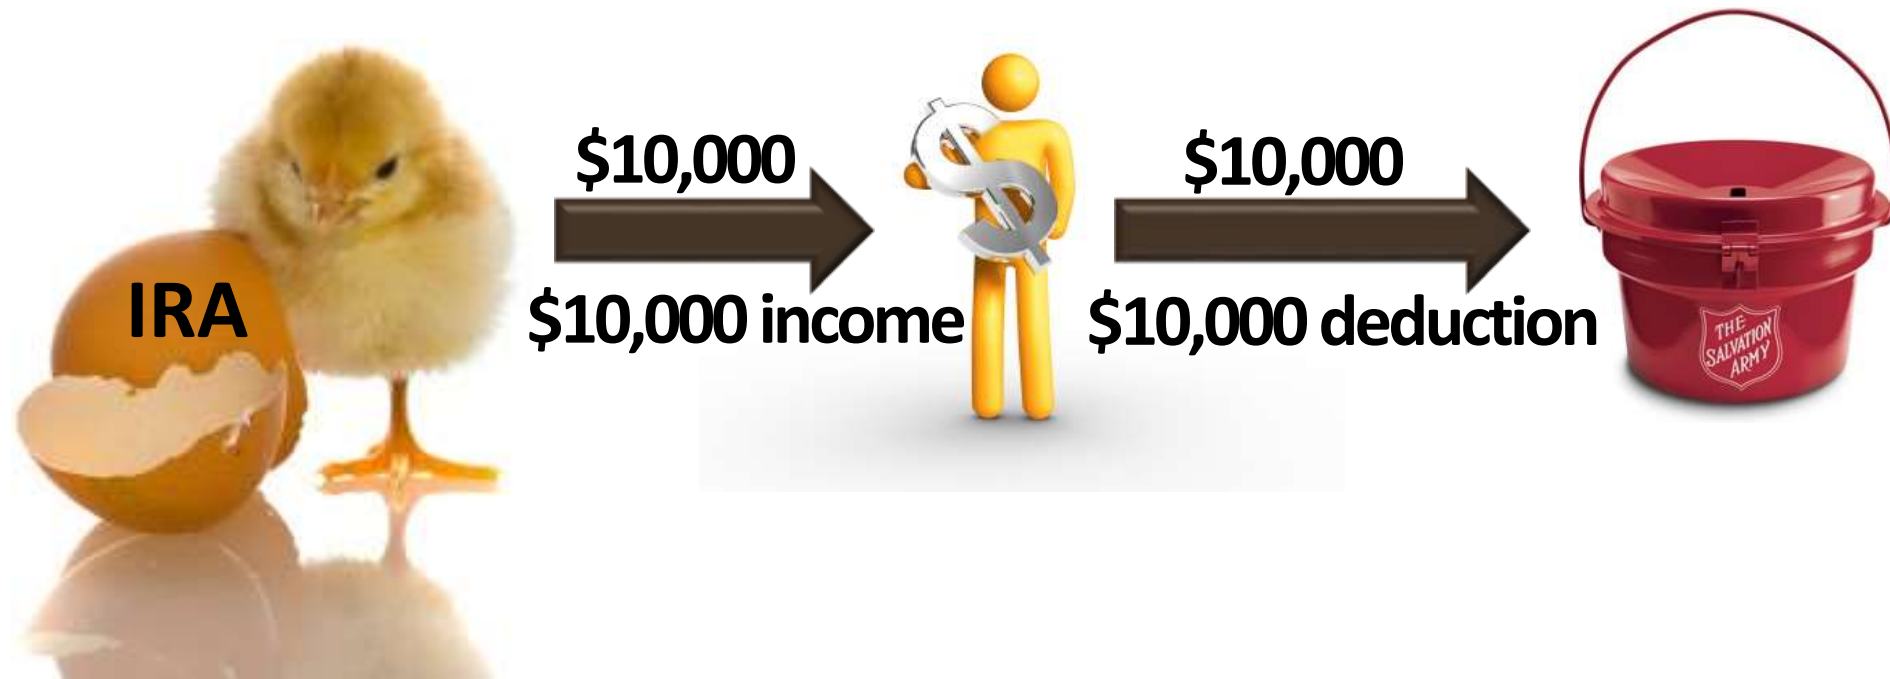 IRA
$10,000
$10,000 income
$10,000
$10,000 deduction
THE
SALVATION
ARMY